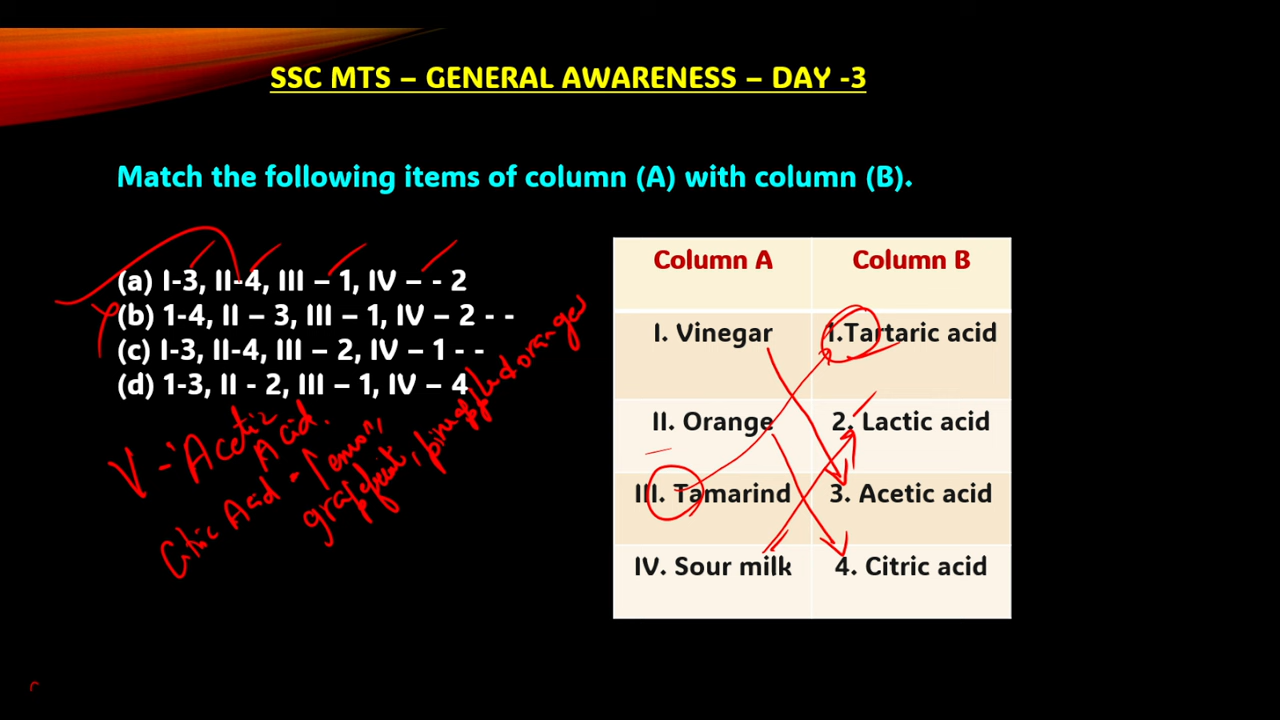 SSC MTS – GENERAL AWARENESS – DAY -3
Match the following items of column (A) with column (B).
(a) I-3, II-4, III – 1, IV – - 2
(b) 1-4, II – 3, III – 1, IV – 2 - -
(c) I-3, II-4, III – 2, IV – 1 - -
(d) 1-3, II - 2, III – 1, IV – 4
Column A Column B
I. Vinegar 1.Tartaric acid
II. Orange 2. Lactic acid
III. Tamarind 3. Acetic acid
IV. Sour milk 4. Citric acid
V - Acetic
Acid.
Citric Acid - lemon,
grapefruit, pineapple & oranges